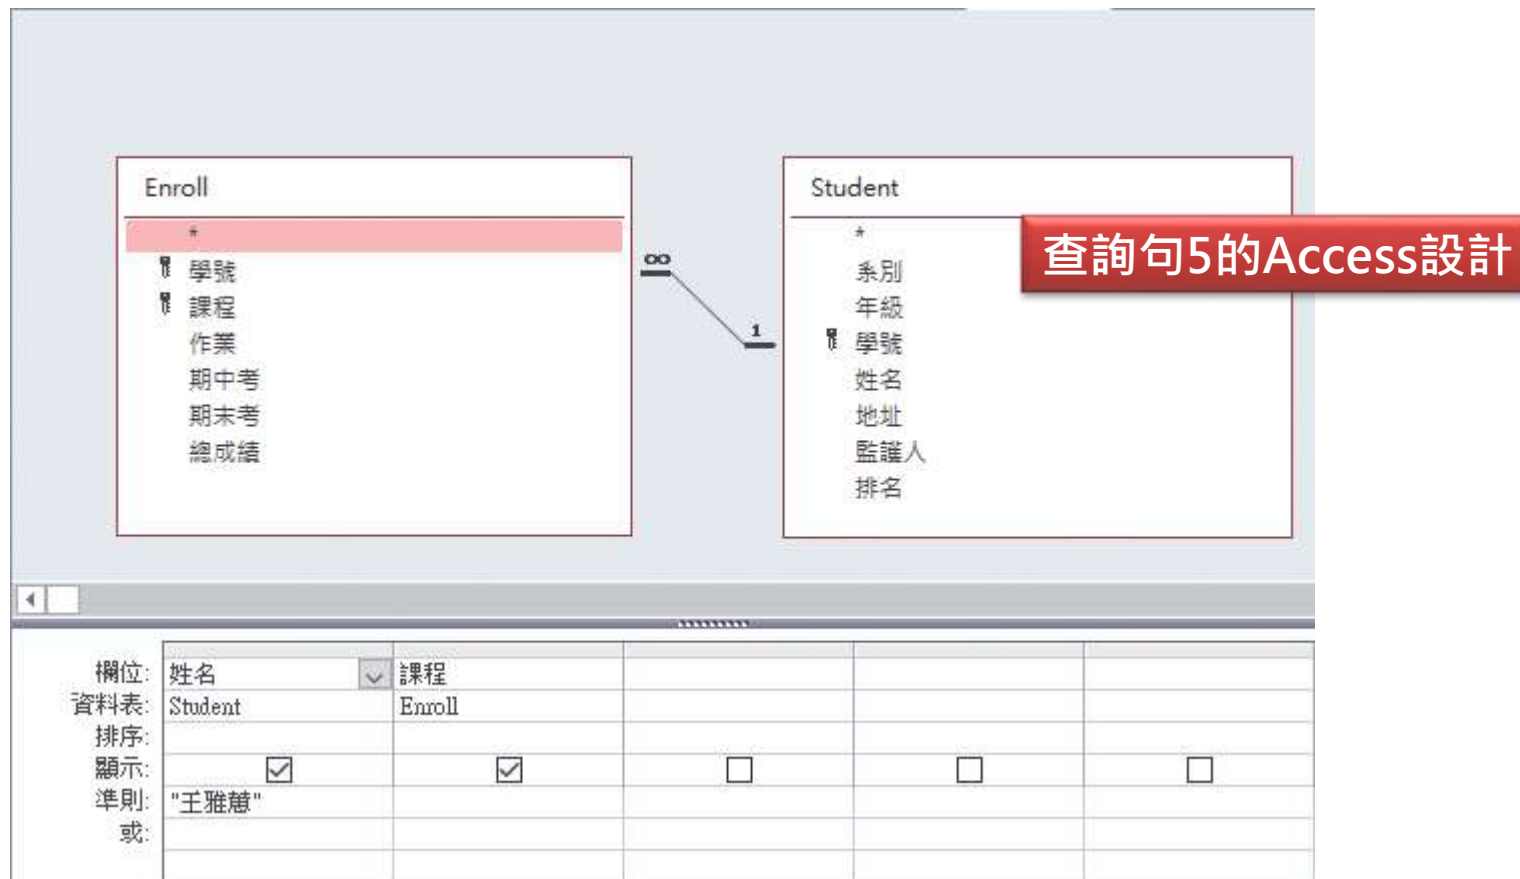 Enroll
*
學號
課程
作業
期中考
期末考
總成績
∞
1
Student
*
系別
年級
學號
姓名
地址
監護人
排名
查詢句5的Access設計
欄位: 姓名 課程
資料表: Student Enroll
排序:
顯示:
準則: "王雅慧"
或: